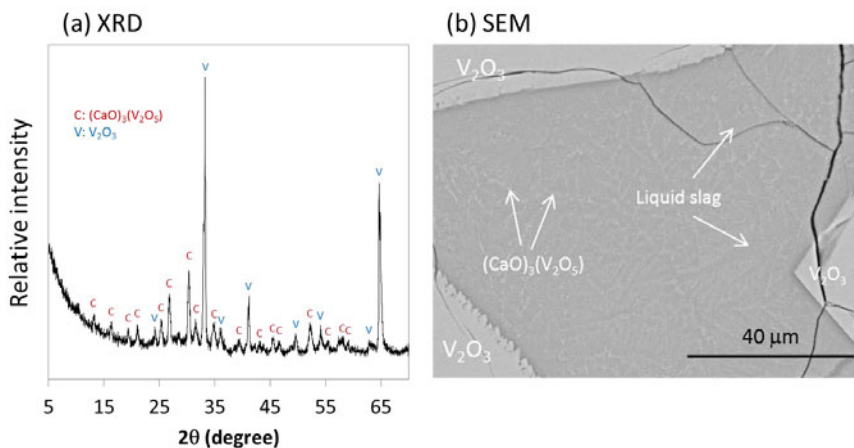 (a) XRD
V
C: (CaO)₃(V₂O₅)
V: V₂O₃
V
C
C
V
C C C C V C C C V C V C C C V C V C C C V
Relative intensity
5 15 25 35 45 55 65
2θ (degree)
(b) SEM
V₂O₃
Liquid slag
(CaO)₃(V₂O₅)
V₂O₃
V₂O₃
40 μm